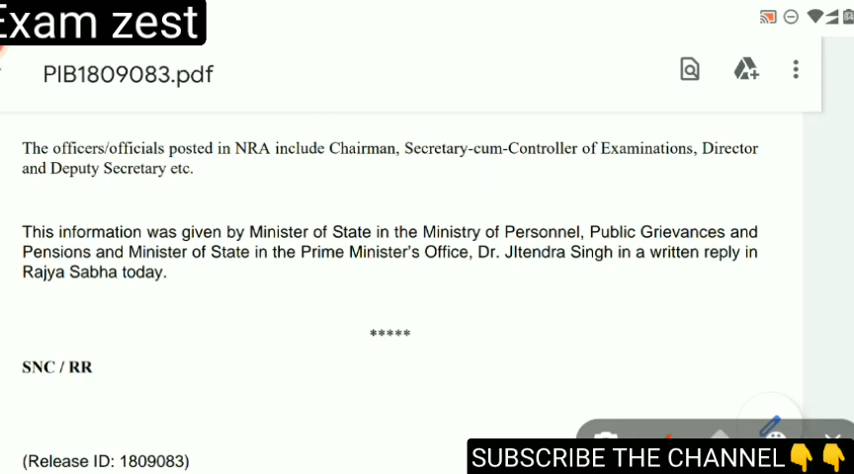 Exam zest
PIB1809083.pdf
The officers/officials posted in NRA include Chairman, Secretary-cum-Controller of Examinations, Director
and Deputy Secretary etc.
This information was given by Minister of State in the Ministry of Personnel, Public Grievances and
Pensions and Minister of State in the Prime Minister's Office, Dr. JItendra Singh in a written reply in
Rajya Sabha today.
*****
SNC / RR
(Release ID: 1809083)
SUBSCRIBE THE CHANNEL👇👇